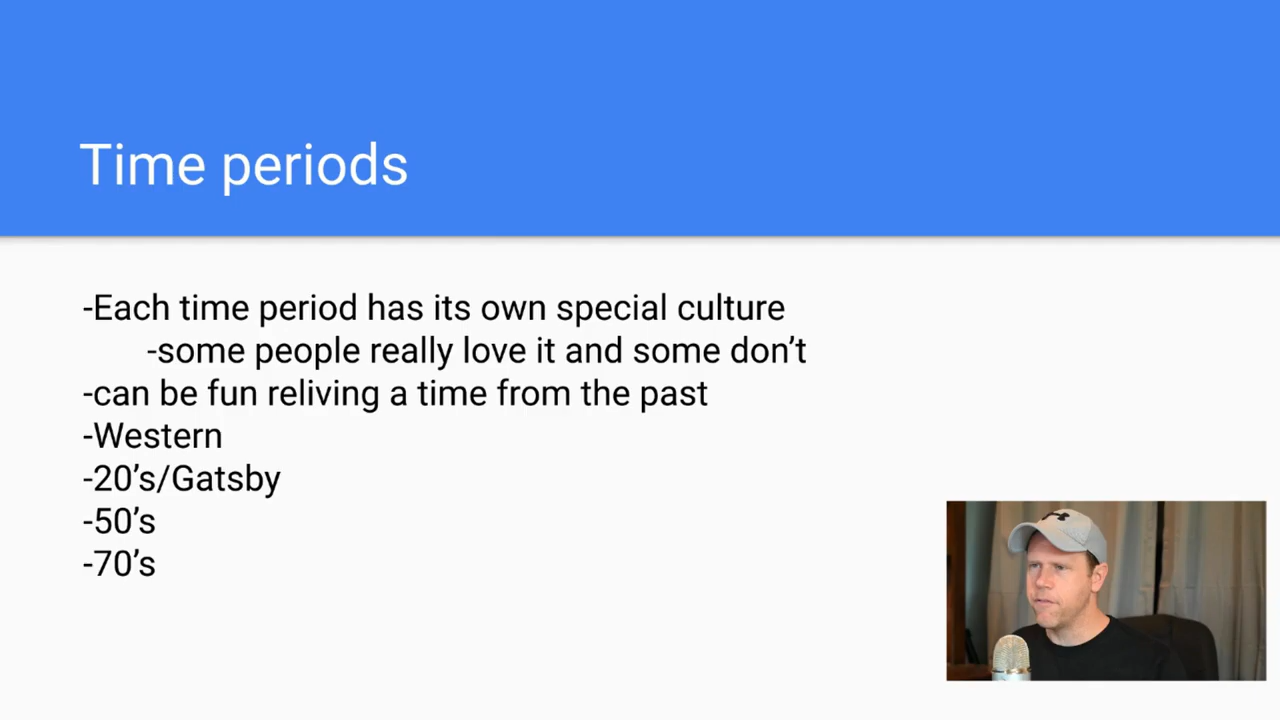 Time periods
-Each time period has its own special culture
-some people really love it and some don’t
-can be fun reliving a time from the past
-Western
-20’s/Gatsby
-50’s
-70’s